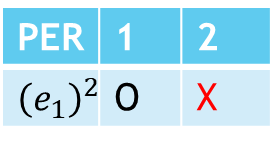 PER 1 2
(e₁)² O X